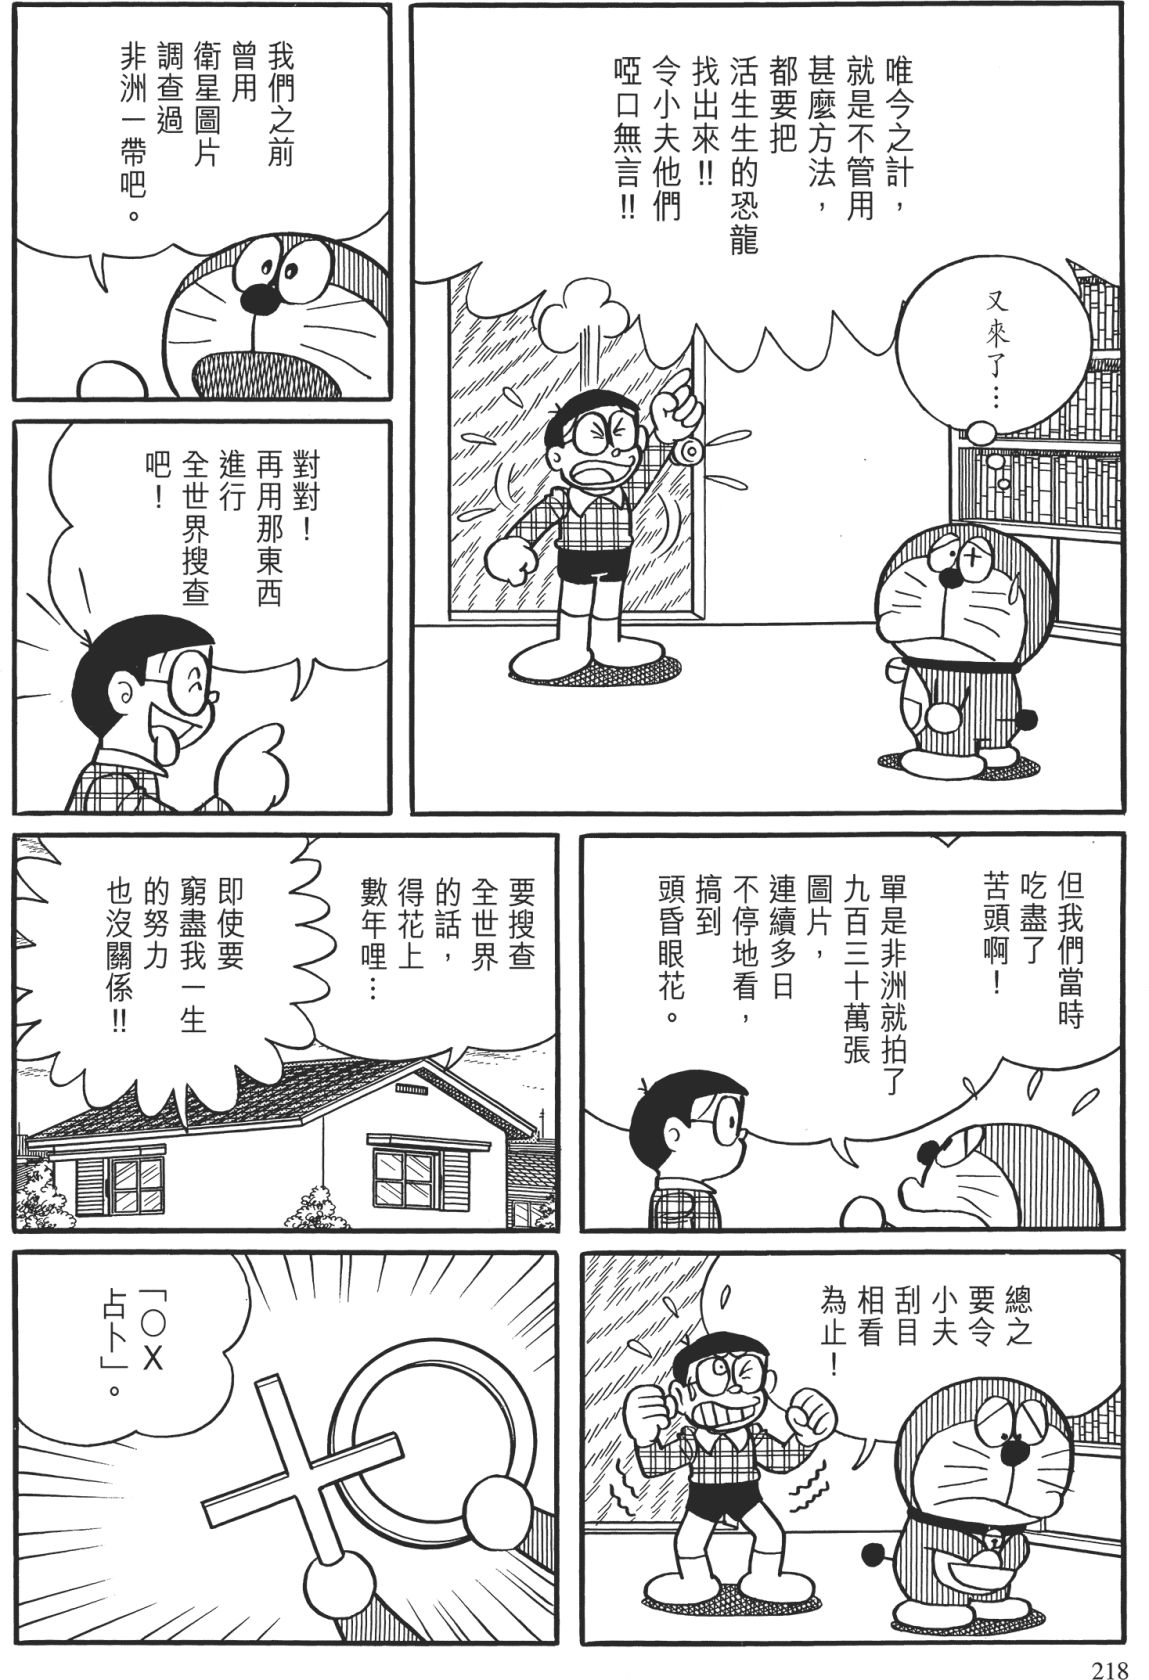 唯今之計，
就是不管用
甚麼方法，
都要把
活生生的恐龍
找出來！！
令小夫他們
啞口無言！！
又來了…
我們之前
曾用
衛星圖片
調查過
非洲一帶吧。
對對！
再用那東西
進行
全世界搜查
吧！
但我們當時
吃盡了
苦頭啊！
單是非洲就拍了
九百三十萬張
圖片，
連續多日
不停地看，
搞到
頭昏眼花。
要搜查
全世界
的話，
得花上
數年哩…
即使要
窮盡我一生
的努力
也沒關係！！
總之
要令
小夫
刮目
相看
為止！
「〇X
占卜」。
218